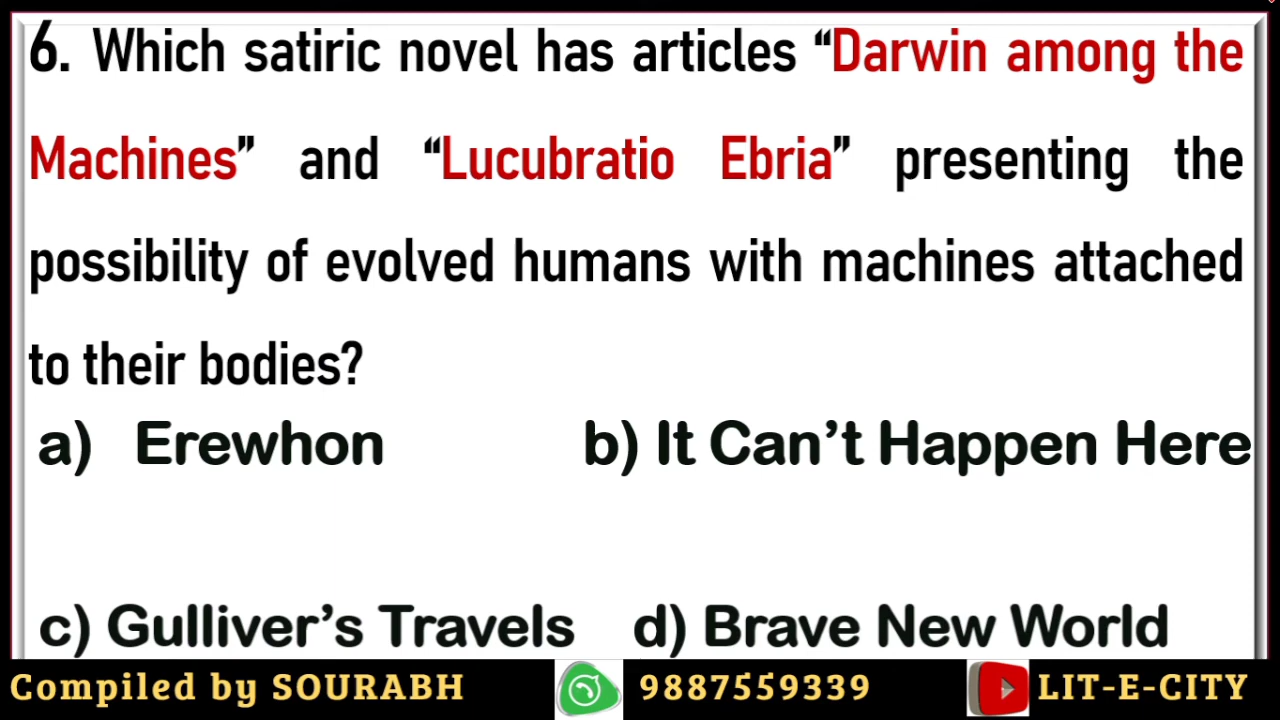 6. Which satiric novel has articles “Darwin among the
Machines” and “Lucubratio Ebria” presenting the
possibility of evolved humans with machines attached
to their bodies?
a) Erewhon b) It Can’t Happen Here
c) Gulliver’s Travels d) Brave New World
Compiled by SOURABH 9887559339 LIT-E-CITY